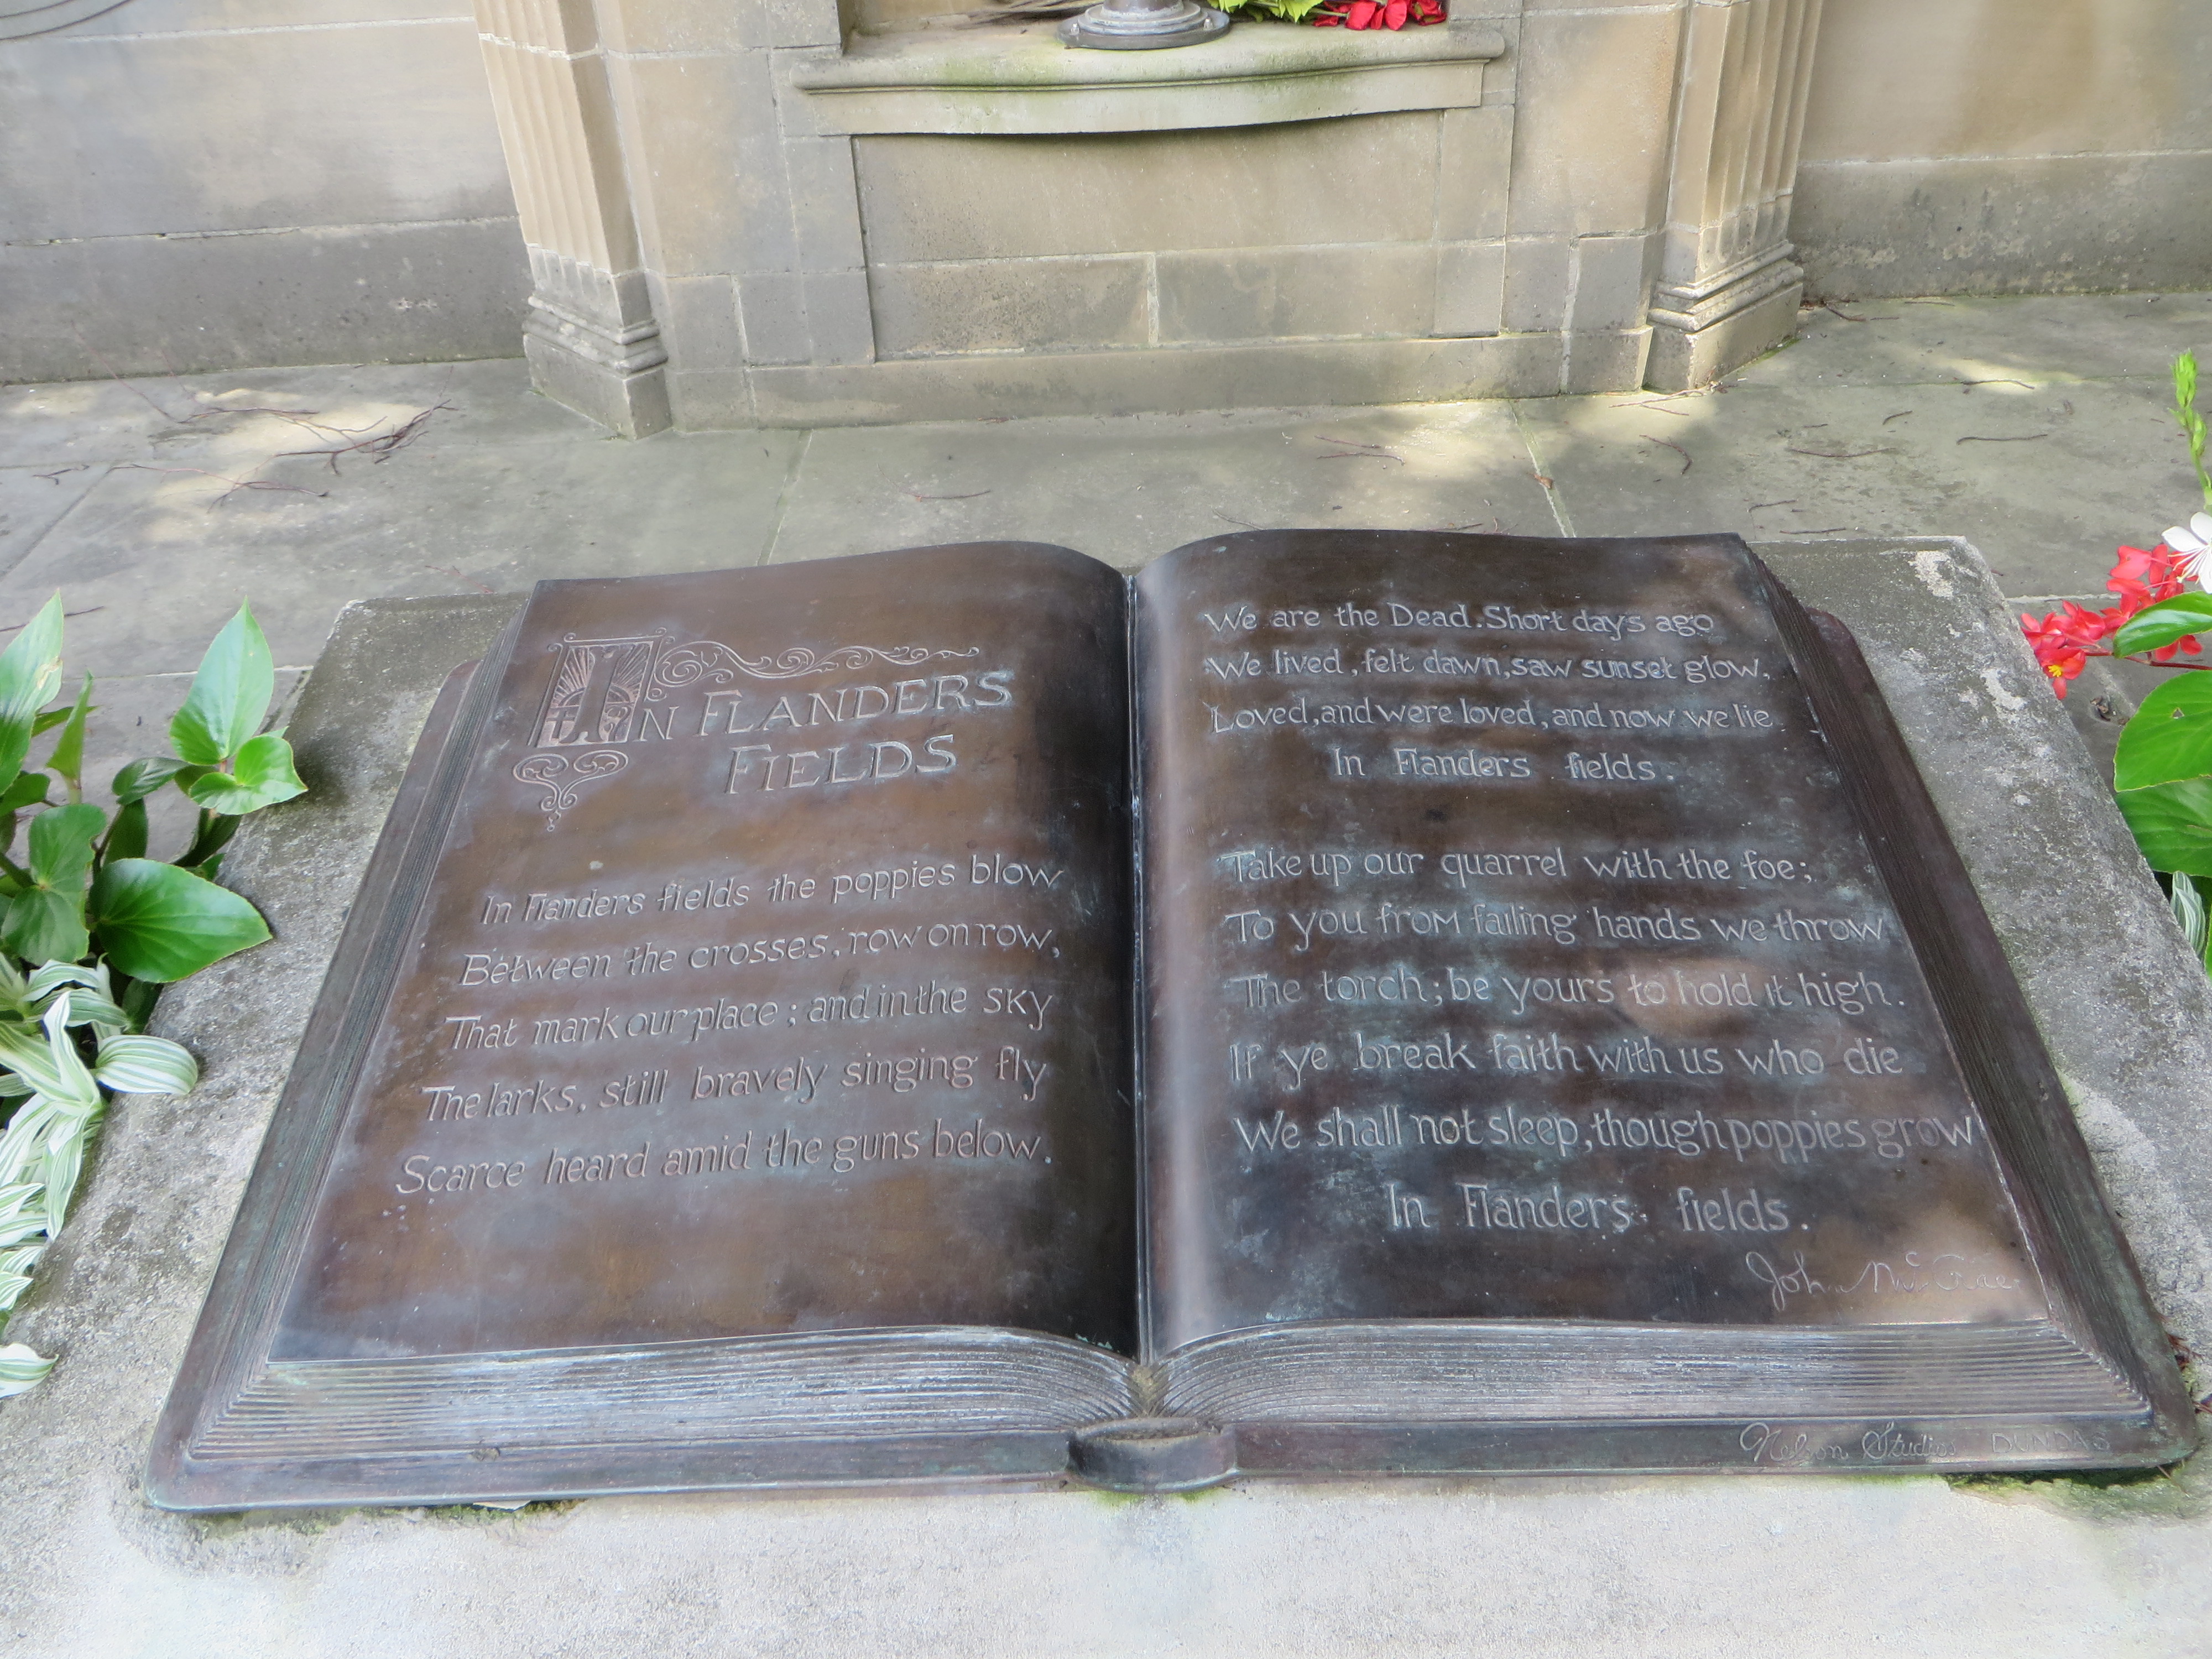 IN FLANDERS
FIELDS
In Flanders fields the poppies blow
Between the crosses, row on row,
That mark our place; and in the sky
The larks, still bravely singing fly
Scarce heard amid the guns below.
We are the Dead. Short days ago
We lived, felt dawn, saw sunset glow,
Loved, and were loved, and now we lie
In Flanders fields.
Take up our quarrel with the foe;
To you from failing hands we throw
The torch; be yours to hold it high.
If ye break faith with us who die
We shall not sleep, though poppies grow
In Flanders fields.
John McCrae
Nelson Studios DUNDAS